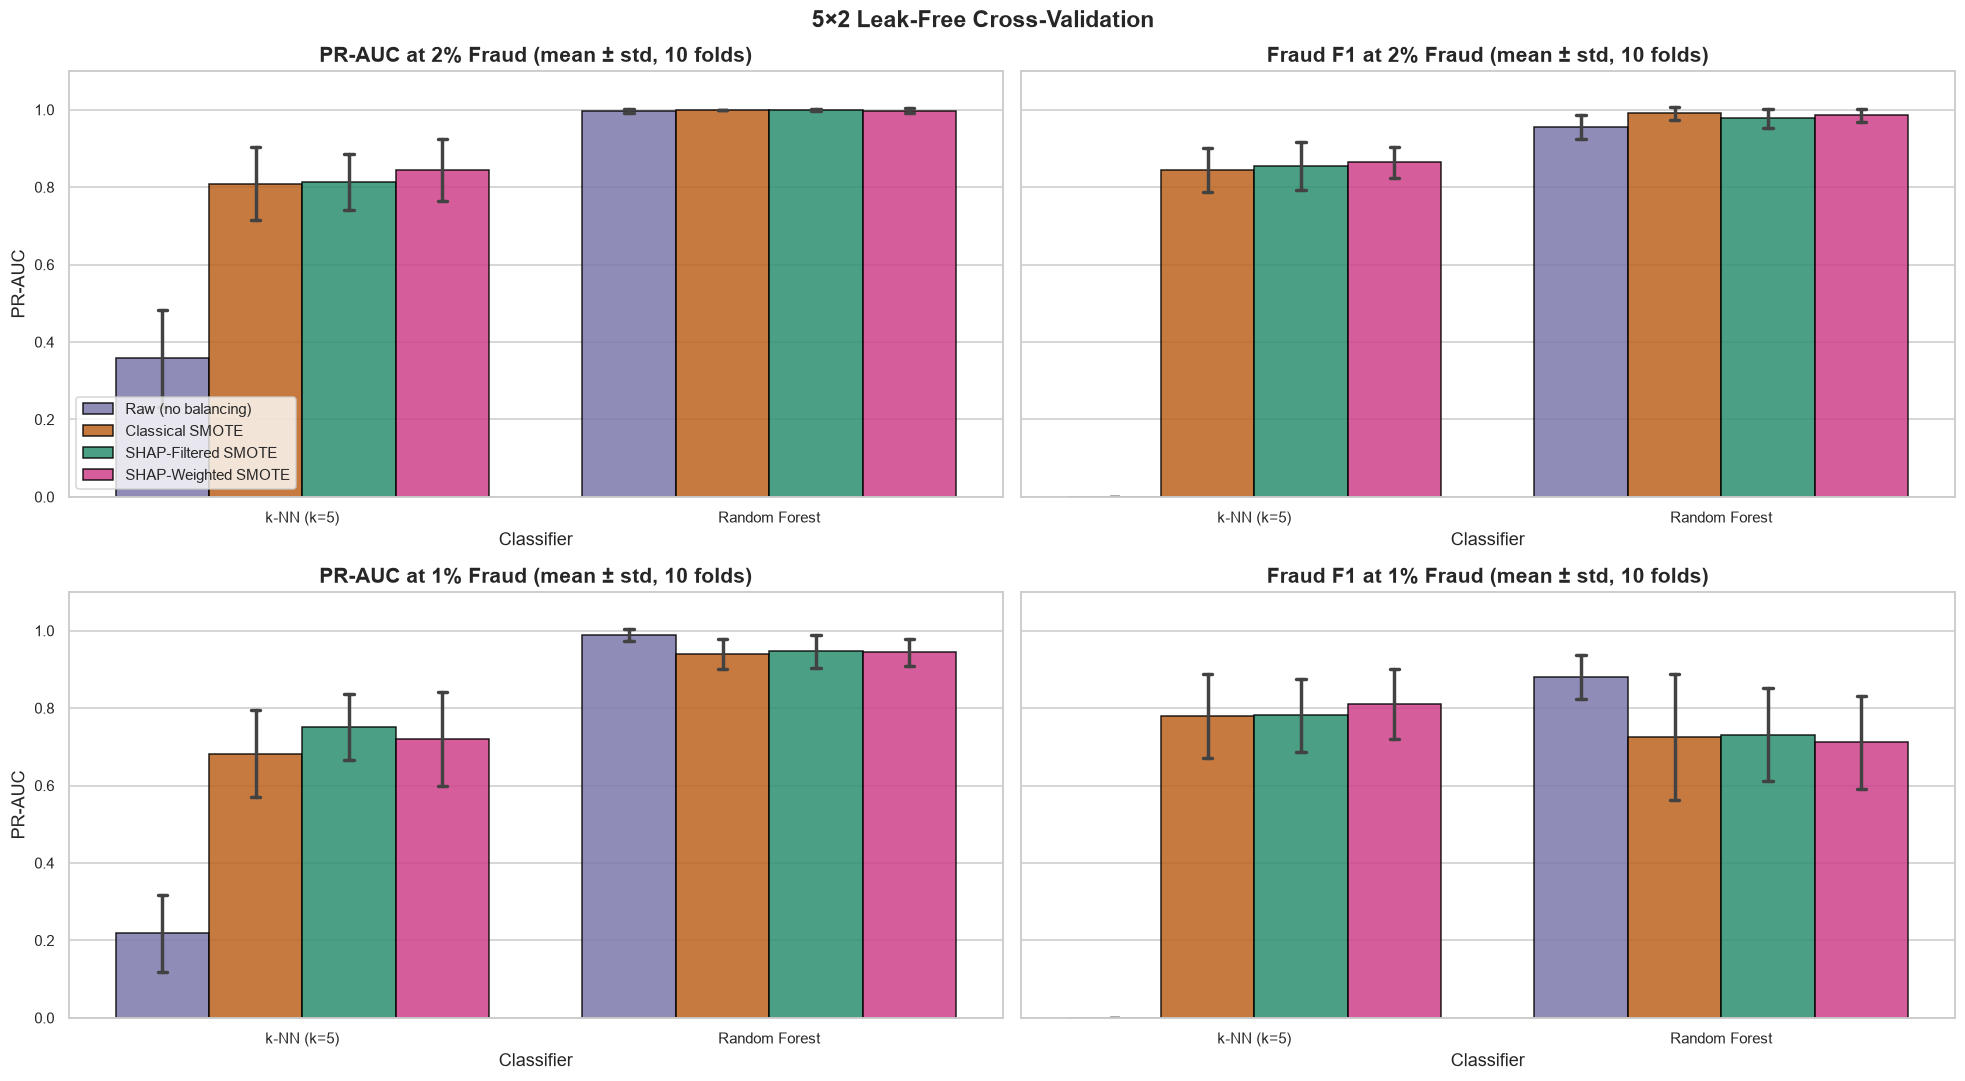 5×2 Leak-Free Cross-Validation
PR-AUC at 2% Fraud (mean ± std, 10 folds)
PR-AUC
1.0
0.8
0.6
0.4
0.2
0.0
Raw (no balancing)
Classical SMOTE
SHAP-Filtered SMOTE
SHAP-Weighted SMOTE
k-NN (k=5)
Random Forest
Classifier
Fraud F1 at 2% Fraud (mean ± std, 10 folds)
k-NN (k=5)
Random Forest
Classifier
PR-AUC at 1% Fraud (mean ± std, 10 folds)
PR-AUC
1.0
0.8
0.6
0.4
0.2
0.0
k-NN (k=5)
Random Forest
Classifier
Fraud F1 at 1% Fraud (mean ± std, 10 folds)
k-NN (k=5)
Random Forest
Classifier